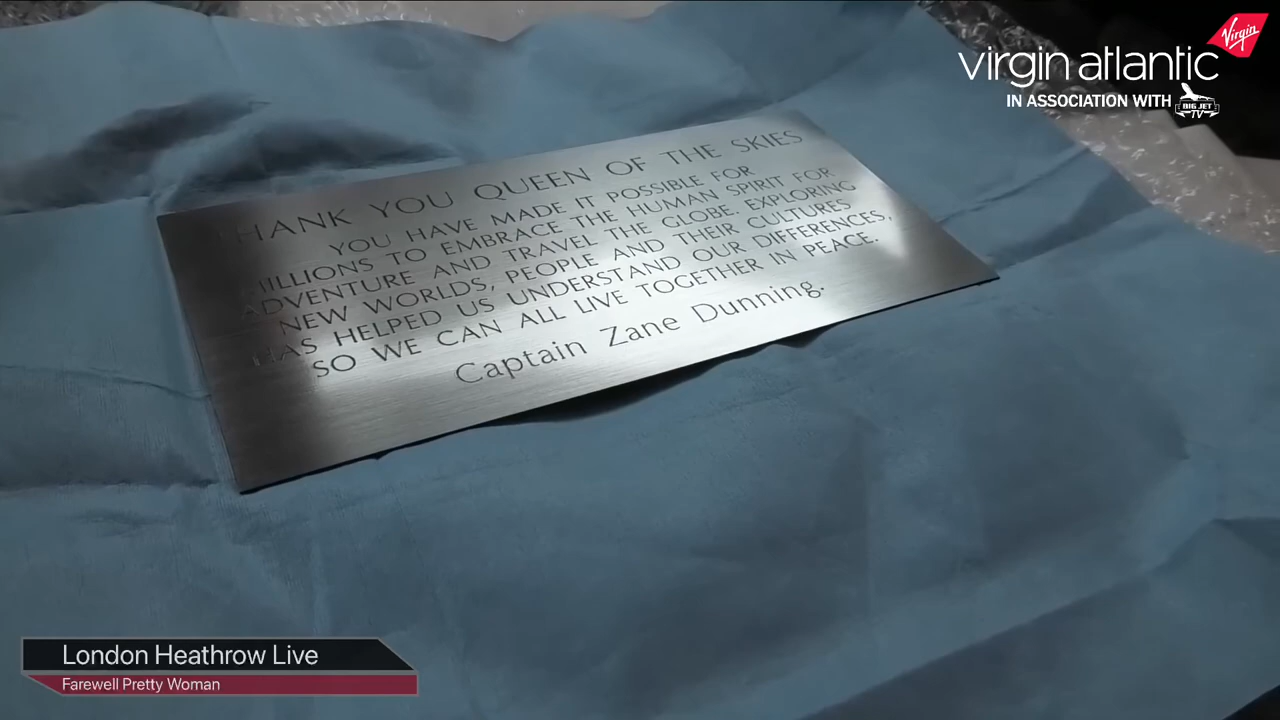 Virgin
virgin atlantic
IN ASSOCIATION WITH
BIG JET
TV
THANK YOU QUEEN OF THE SKIES
YOU HAVE MADE IT POSSIBLE FOR
MILLIONS TO EMBRACE THE HUMAN SPIRIT FOR
ADVENTURE AND TRAVEL THE GLOBE. EXPLORING
NEW WORLDS, PEOPLE AND THEIR CULTURES
HAS HELPED US UNDERSTAND OUR DIFFERENCES,
SO WE CAN ALL LIVE TOGETHER IN PEACE.
Captain Zane Dunning.
London Heathrow Live
Farewell Pretty Woman